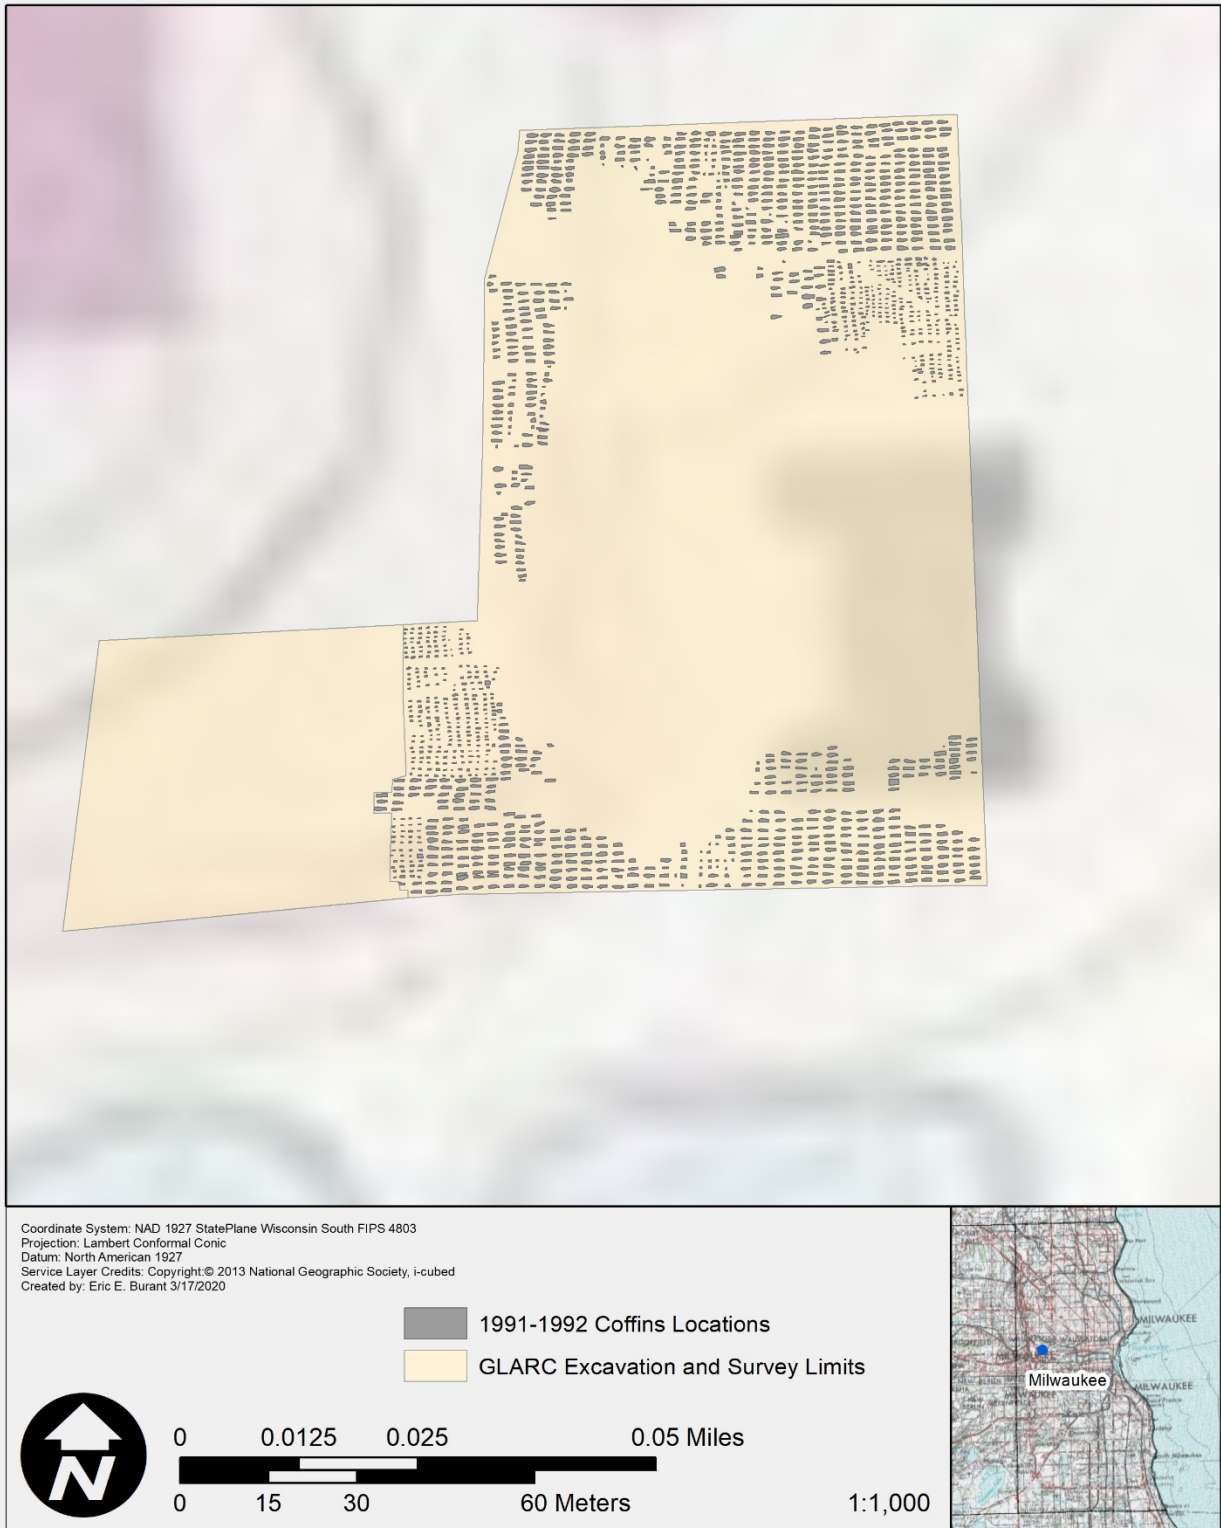 Coordinate System: NAD 1927 StatePlane Wisconsin South FIPS 4803
Projection: Lambert Conformal Conic
Datum: North American 1927
Service Layer Credits: Copyright:© 2013 National Geographic Society, i-cubed
Created by: Eric E. Burant 3/17/2020
1991-1992 Coffins Locations
GLARC Excavation and Survey Limits
N
0 0.0125 0.025 0.05 Miles
0 15 30 60 Meters
1:1,000
MILWAUKEE
Milwaukee
MILWAUKEE